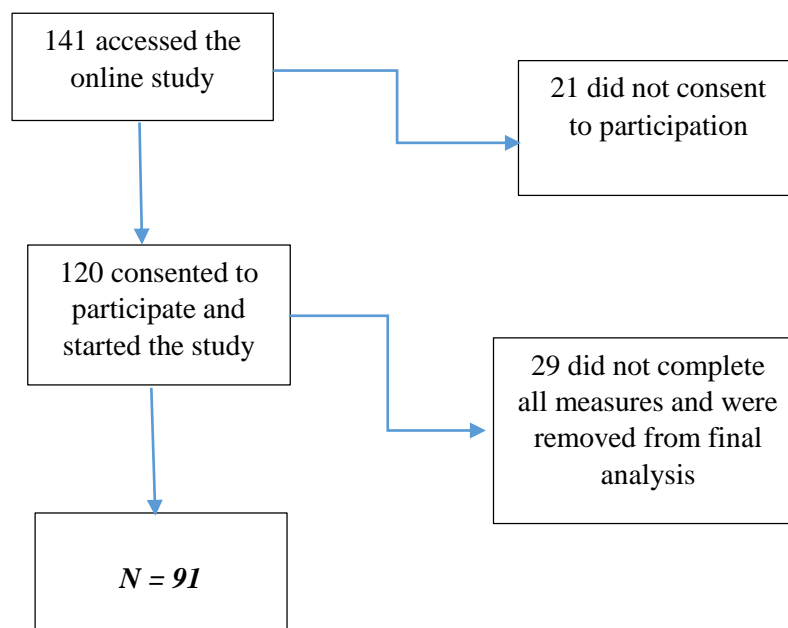 141 accessed the
online study
21 did not consent
to participation
120 consented to
participate and
started the study
29 did not complete
all measures and were
removed from final
analysis
N = 91